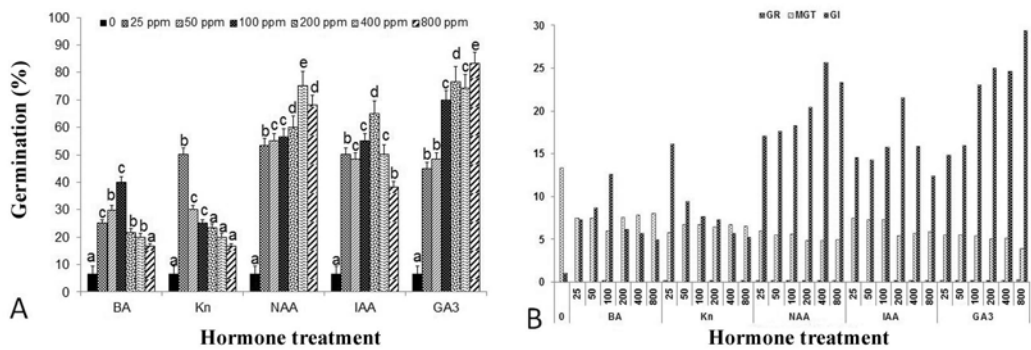 0 25 ppm 50 ppm 100 ppm 200 ppm 400 ppm 800 ppm
Germination (%)
100
90
80
70
60
50
40
30
20
10
0
a c b c b b a
a b c c a a a
a b c c d e d
a b c c d c b
a b b c d c e
BA Kn NAA IAA GA3
A
Hormone treatment
GR MGT GI
30
25
20
15
10
5
0
25 50 100 200 400 800 25 50 100 200 400 800 25 50 100 200 400 800 25 50 100 200 400 800 25 50 100 200 400 800
0 BA Kn NAA IAA GA3
B
Hormone treatment